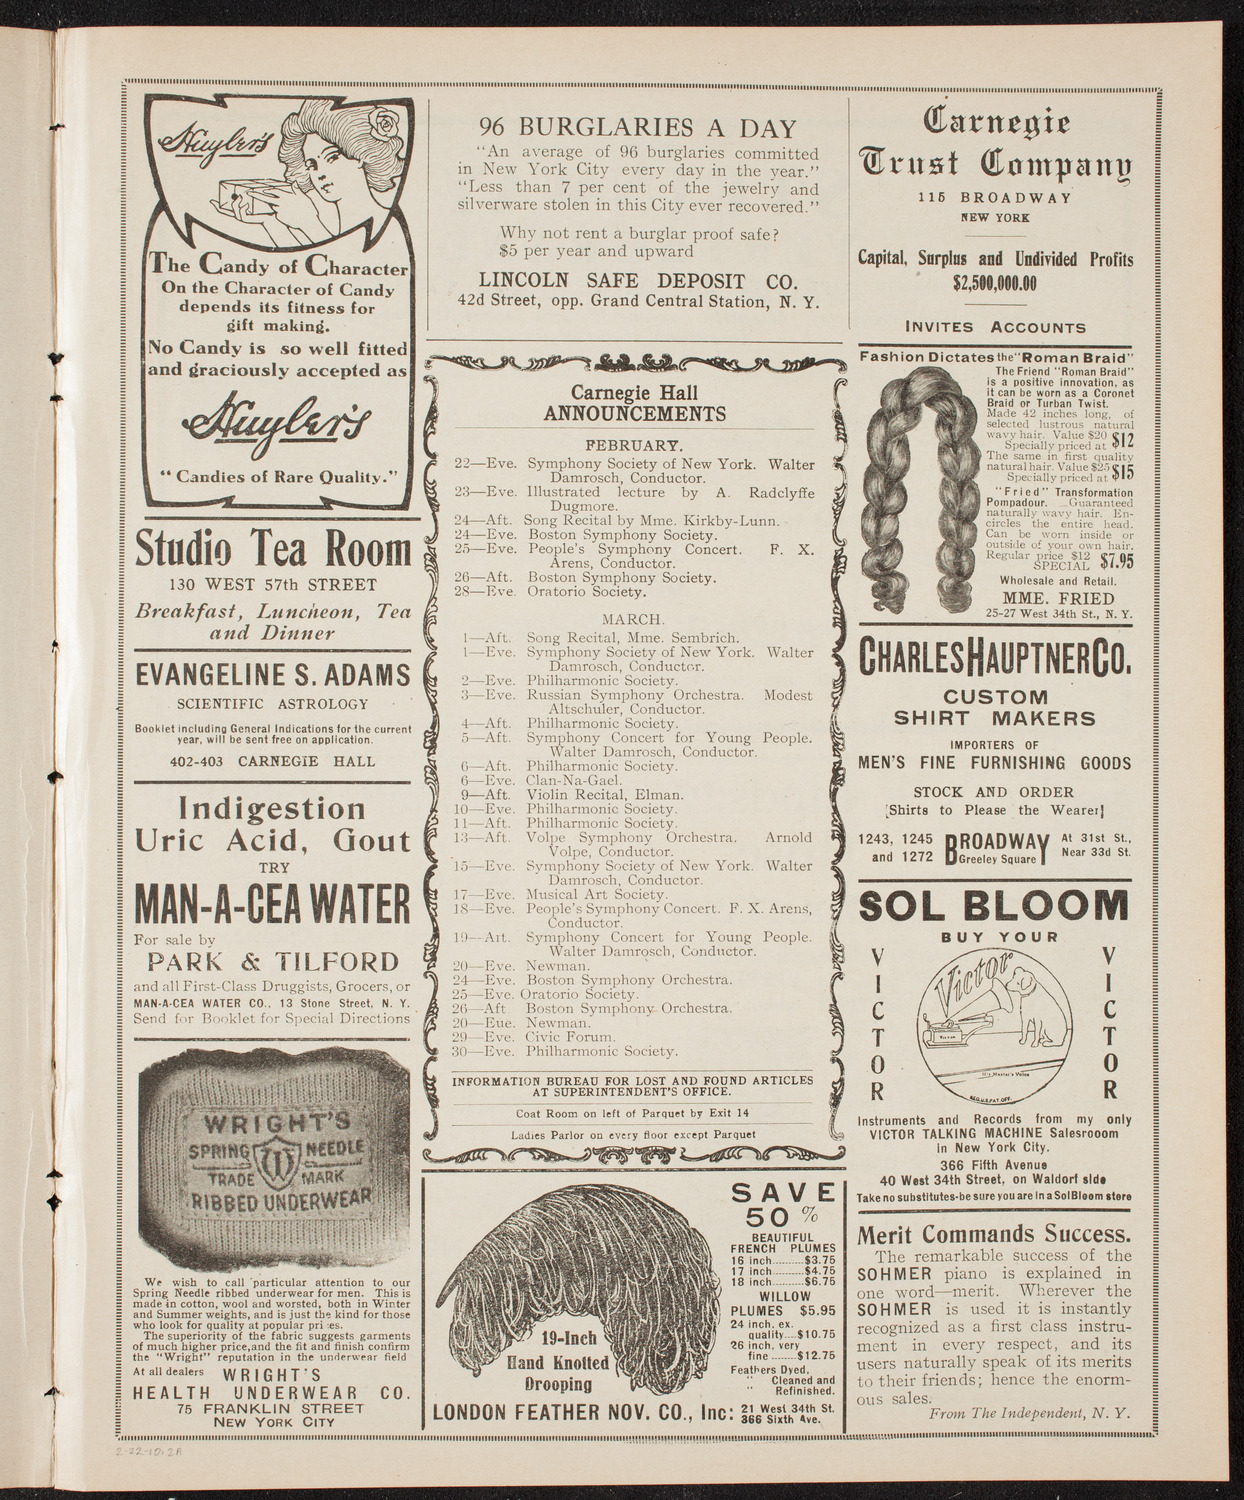 Huyler's
The Candy of Character
On the Character of Candy
depends its fitness for
gift making.
No Candy is so well fitted
and graciously accepted as
Huyler's
“Candies of Rare Quality.”
Studio Tea Room
130 WEST 57th STREET
Breakfast, Luncheon, Tea
and Dinner
EVANGELINE S. ADAMS
SCIENTIFIC ASTROLOGY
Booklet including General Indications for the current
year, will be sent free on application.
402-403 CARNEGIE HALL
Indigestion
Uric Acid, Gout
TRY
MAN-A-CEA WATER
For sale by
PARK & TILFORD
and all First-Class Druggists, Grocers, or
MAN-A-CEA WATER CO., 13 Stone Street, N. Y.
Send for Booklet for Special Directions
WRIGHT'S
SPRING NEEDLE
TRADE MARK
RIBBED UNDERWEAR
We wish to call particular attention to our
Spring Needle ribbed underwear for men. This is
made in cotton, wool and worsted, both in Winter
and Summer weights, and is just the kind for those
who look for quality at popular pri es.
The superiority of the fabric suggests garments
of much higher price,and the fit and finish confirm
the "Wright" reputation in the underwear field
At all dealers WRIGHT'S
HEALTH UNDERWEAR CO.
75 FRANKLIN STREET
NEW YORK CITY
96 BURGLARIES A DAY
“An average of 96 burglaries committed
in New York City every day in the year.”
“Less than 7 per cent of the jewelry and
silverware stolen in this City ever recovered.”
Why not rent a burglar proof safe?
$5 per year and upward
LINCOLN SAFE DEPOSIT CO.
42d Street, opp. Grand Central Station, N. Y.
Carnegie Hall
ANNOUNCEMENTS
FEBRUARY.
22—Eve. Symphony Society of New York. Walter
Damrosch, Conductor.
23—Eve. Illustrated lecture by A. Radclyffe
Dugmore.
24—Aft. Song Recital by Mme. Kirkby-Lunn.
24—Eve. Boston Symphony Society.
25—Eve. People's Symphony Concert. F. X.
Arens, Conductor.
26—Aft. Boston Symphony Society.
28—Eve. Oratorio Society.
MARCH.
1—Aft. Song Recital, Mme. Sembrich.
1—Eve. Symphony Society of New York. Walter
Damrosch, Conductor.
2—Eve. Philharmonic Society.
3—Eve. Russian Symphony Orchestra. Modest
Altschuler, Conductor.
4—Aft. Philharmonic Society.
5—Aft. Symphony Concert for Young People.
Walter Damrosch, Conductor.
6—Aft. Philharmonic Society.
6—Eve. Clan-Na-Gael.
9—Aft. Violin Recital, Elman.
10—Eve. Philharmonic Society.
11—Aft. Philharmonic Society.
13—Aft. Volpe Symphony Orchestra. Arnold
Volpe, Conductor.
15—Eve. Symphony Society of New York. Walter
Damrosch, Conductor.
17—Eve. Musical Art Society.
18—Eve. People's Symphony Concert. F. X. Arens,
Conductor.
19—Art. Symphony Concert for Young People.
Walter Damrosch, Conductor.
20—Eve. Newman.
24—Eve. Boston Symphony Orchestra.
25—Eve. Oratorio Society.
26—Aft Boston Symphony Orchestra.
20—Eue. Newman.
29—Eve. Civic Forum.
30—Eve. Philharmonic Society.
INFORMATION BUREAU FOR LOST AND FOUND ARTICLES
AT SUPERINTENDENT'S OFFICE.
Coat Room on left of Parquet by Exit 14
Ladies Parlor on every floor except Parquet
SAVE
50 %
BEAUTIFUL
FRENCH PLUMES
16 inch..........$3.75
17 inch..........$4.75
18 inch..........$6.75
WILLOW
PLUMES $5.95
24 inch. ex.
quality....$10.75
26 inch, very
fine ........$12.75
Feathers Dyed,
" Cleaned and
" Refinished.
19-Inch
Hand Knotted
Drooping
LONDON FEATHER NOV. CO., Inc: 21 West 34th St.
366 Sixth Ave.
Carnegie
Trust Company
115 BROADWAY
NEW YORK
Capital, Surplus and Undivided Profits
$2,500,000.00
INVITES ACCOUNTS
Fashion Dictates the "Roman Braid"
The Friend "Roman Braid"
is a positive innovation, as
it can be worn as a Coronet
Braid or Turban Twist.
Made 42 inches long, of
selected lustrous natural
wavy hair. Value $20 $12
Specially priced at
The same in first quality
natural hair. Value $25 $15
Specially priced at
"Fried" Transformation
Pompadour. Guaranteed
naturally wavy hair. En-
circles the entire head.
Can be worn inside or
outside of your own hair.
Regular price $12 $7.95
SPECIAL
Wholesale and Retail.
MME. FRIED
25-27 West 34th St., N. Y.
CHARLES HAUPTNER CO.
CUSTOM
SHIRT MAKERS
IMPORTERS OF
MEN'S FINE FURNISHING GOODS
STOCK AND ORDER
[Shirts to Please the Wearer]
1243, 1245 and 1272 BROADWAY Greeley Square At 31st St., Near 33d St.
SOL BLOOM
BUY YOUR
VICTOR
Victor
VICTOR
His Master's Voice
REG.U.S.PAT.OFF.
Instruments and Records from my only
VICTOR TALKING MACHINE Salesrooom
in New York City.
366 Fifth Avenue
40 West 34th Street, on Waldorf side
Take no substitutes-be sure you are in a Sol Bloem store
Merit Commands Success.
The remarkable success of the
SOHMER piano is explained in
one word—merit. Wherever the
SOHMER is used it is instantly
recognized as a first class instru-
ment in every respect, and its
users naturally speak of its merits
to their friends; hence the enorm-
ous sales.
From The Independent, N. Y.
2-22-10.2A